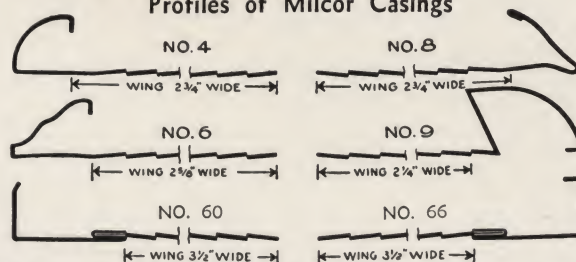 Profiles of Milcor Casings
NO. 4
NO. 8
WING 2¾" WIDE
WING 2¾" WIDE
NO. 6
NO. 9
WING 2⅝" WIDE
WING 2¼" WIDE
NO. 60
NO. 66
WING 3½" WIDE
WING 3½" WIDE